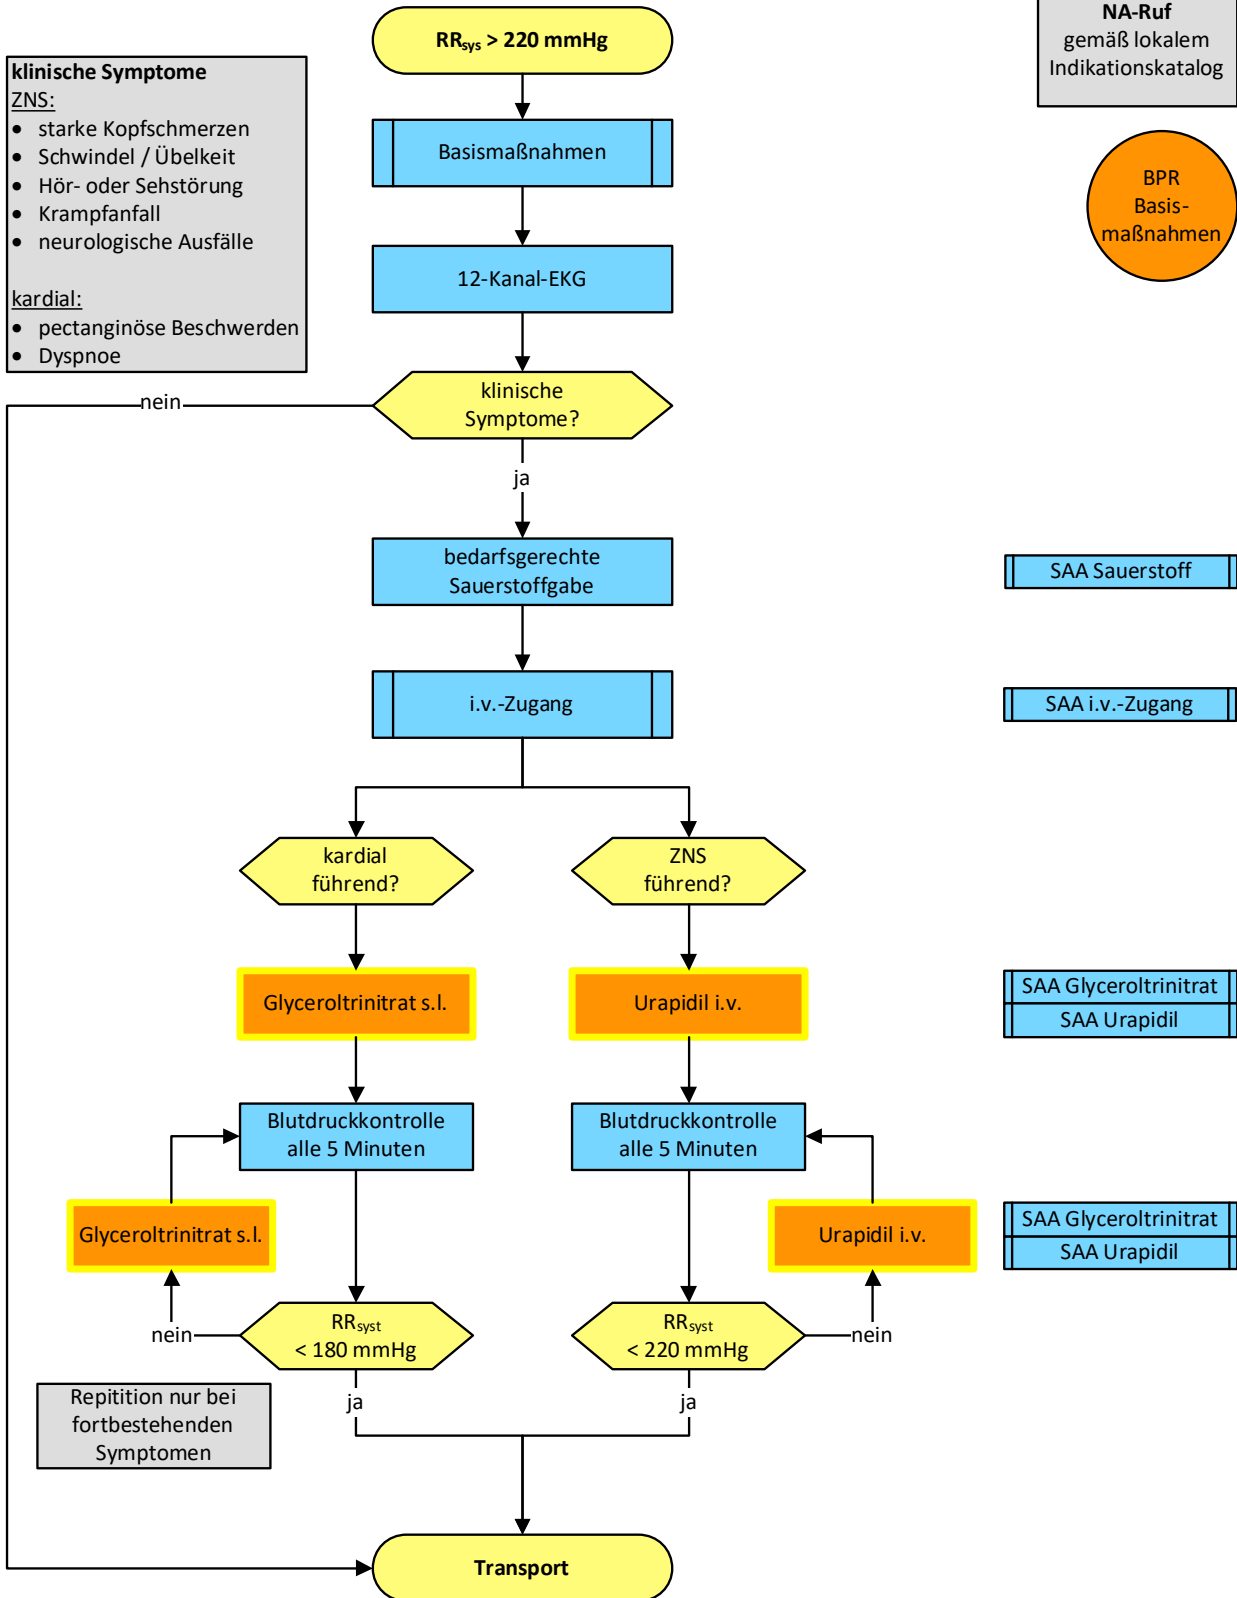 RRsys > 220 mmHg
NA-Ruf
gemäß lokalem
Indikationskatalog
klinische Symptome
ZNS:
• starke Kopfschmerzen
• Schwindel / Übelkeit
• Hör- oder Sehstörung
• Krampfanfall
• neurologische Ausfälle
kardial:
• pectanginöse Beschwerden
• Dyspnoe
Basismaßnahmen
BPR
Basis-
maßnahmen
12-Kanal-EKG
klinische
Symptome?
nein
ja
bedarfsgerechte
Sauerstoffgabe
SAA Sauerstoff
i.v.-Zugang
SAA i.v.-Zugang
kardial
führend?
ZNS
führend?
Glyceroltrinitrat s.l.
Urapidil i.v.
SAA Glyceroltrinitrat
SAA Urapidil
Blutdruckkontrolle
alle 5 Minuten
Blutdruckkontrolle
alle 5 Minuten
Glyceroltrinitrat s.l.
Urapidil i.v.
SAA Glyceroltrinitrat
SAA Urapidil
nein
RRsyst
< 180 mmHg
RRsyst
< 220 mmHg
nein
ja
ja
Repitition nur bei
fortbestehenden
Symptomen
Transport